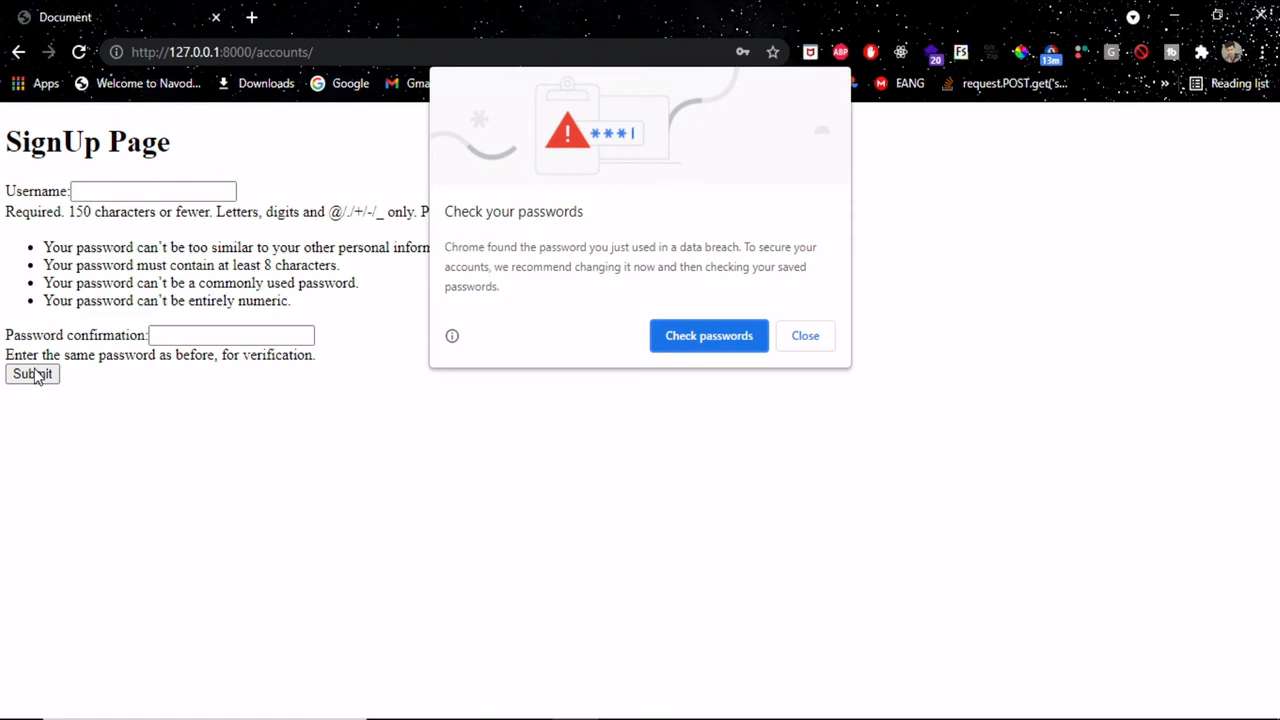 Document
http://127.0.0.1:8000/accounts/
20
13m
Apps
Welcome to Navid...
Downloads
Google
Gma
EANG
request.POST.get('s...
»
Reading list
SignUp Page
Username:
Required. 150 characters or fewer. Letters, digits and @/./+/-/_ only. P
Your password can’t be too similar to your other personal inform
Your password must contain at least 8 characters.
Your password can’t be a commonly used password.
Your password can’t be entirely numeric.
Password confirmation:
Enter the same password as before, for verification.
Submit
***|
Check your passwords
Chrome found the password you just used in a data breach. To secure your
accounts, we recommend changing it now and then checking your saved
passwords.
Check passwords
Close